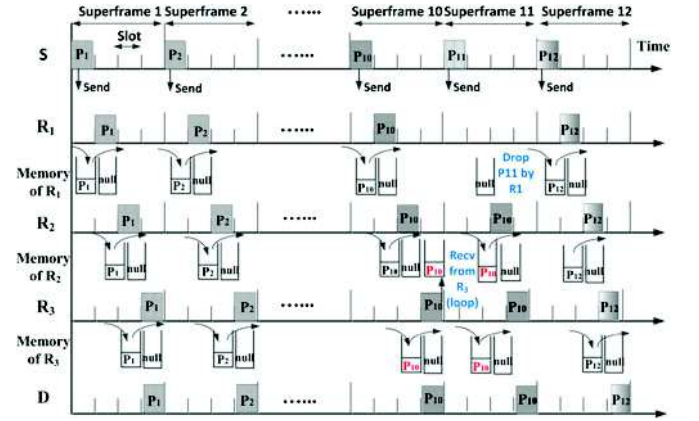 Superframe 1 Superframe 2 ...... Superframe 10 Superframe 11 Superframe 12
Slot
S P1 P2 ...... P10 P11 P12 Time
Send Send Send Send Send
R1 P1 P2 ...... P10 P12
Memory of R1
P1 null P2 null P10 null null P12 null
Drop P11 by R1
R2 P1 P2 ...... P10 P10 P12
Memory of R2
P1 null P2 null P10 null P10 P10 null P12 null
Recv from R3 (loop)
R3 P1 P2 ...... P10 P10 P12
Memory of R3
P1 null P2 null P10 null P10 null P12 null
D P1 P2 ...... P10 P10 P12